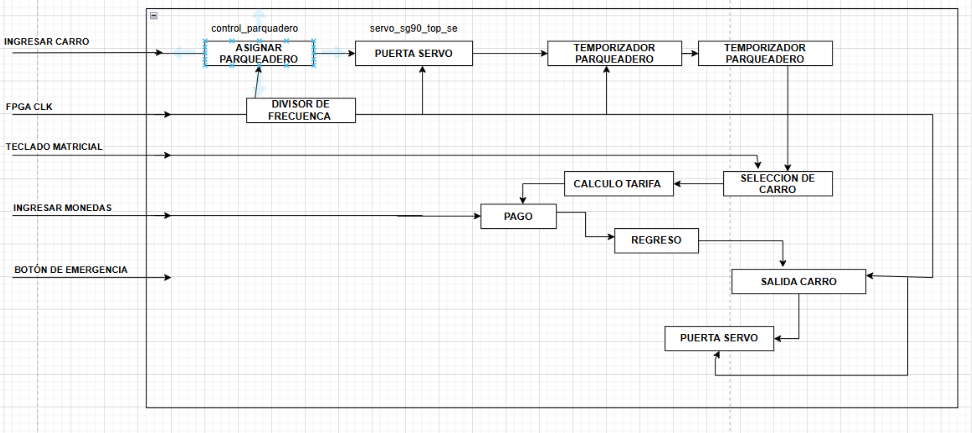 control_parquadero
servo_sg90_top_se
INGRESAR CARRO
ASIGNAR
PARQUEADERO
PUERTA SERVO
TEMPORIZADOR
PARQUEADERO
TEMPORIZADOR
PARQUEADERO
FPGA CLK
DIVISOR DE
FRECUENCA
TECLADO MATRICIAL
CALCULO TARIFA
SELECCION DE
CARRO
INGRESAR MONEDAS
PAGO
REGRESO
BOTÓN DE EMERGENCIA
SALIDA CARRO
PUERTA SERVO